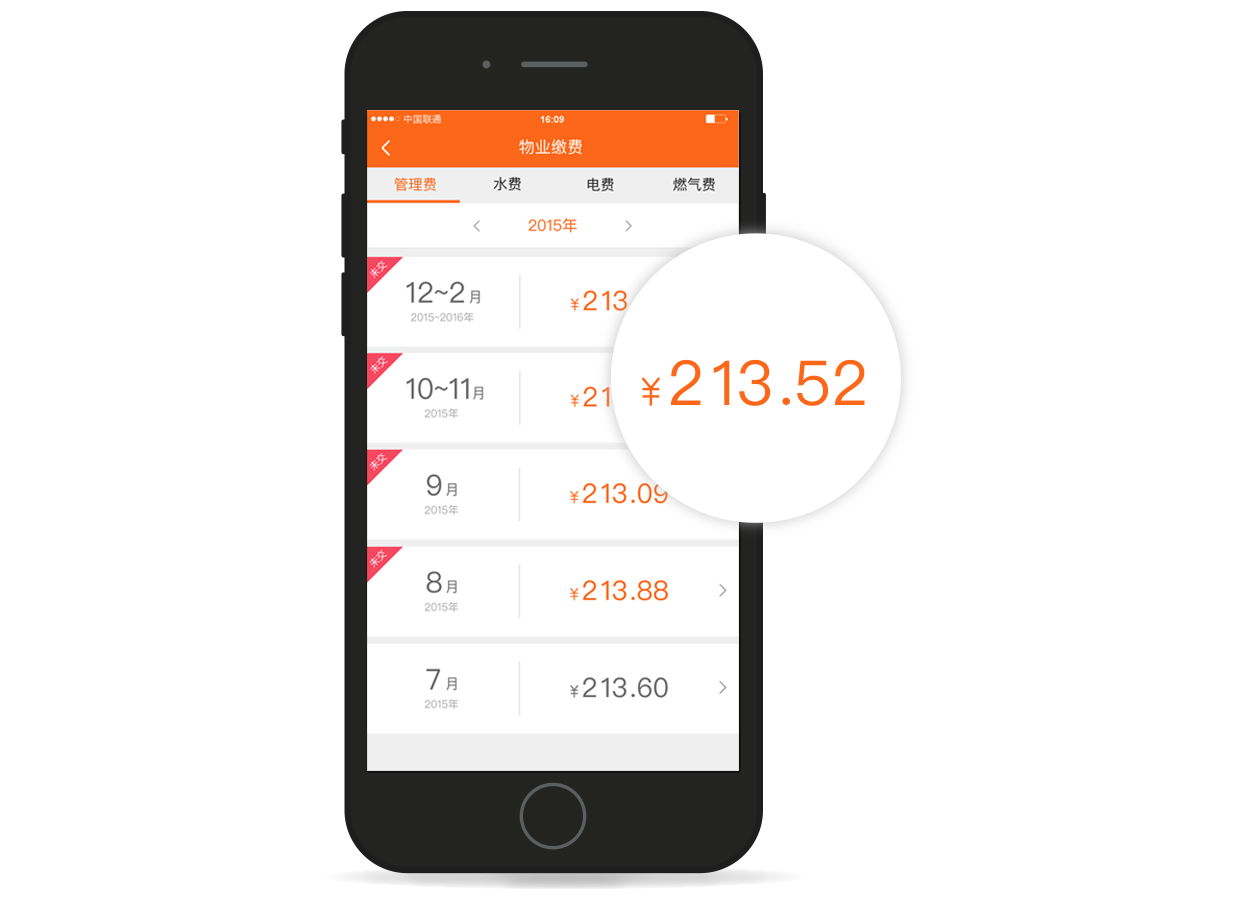 中国联通 16:09
物业缴费
管理费 水费 电费 燃气费
2015年
未交
12~2月 ¥213.
2015~2016年
未交
10~11月 ¥21
2015年
¥213.52
未交
9月 ¥213.09
2015年
未交
8月 ¥213.88
2015年
7月 ¥213.60
2015年